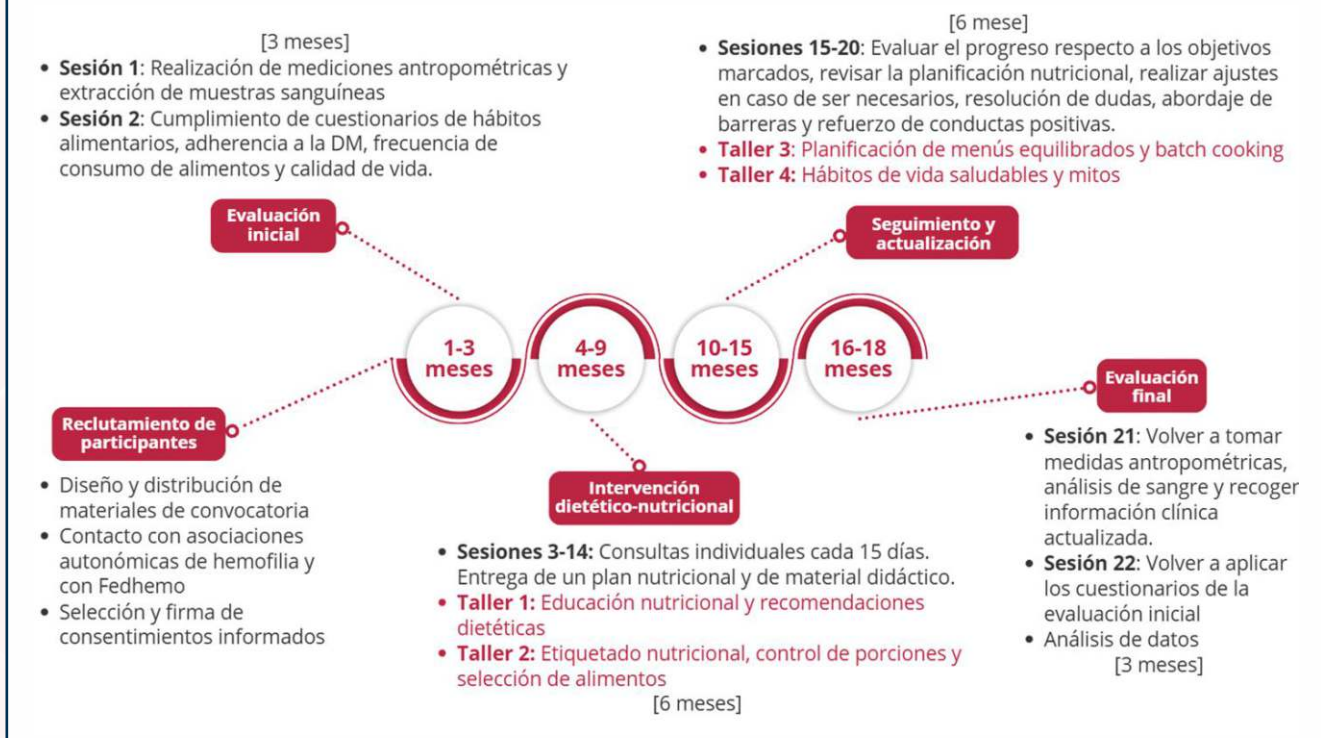 [3 meses]
• Sesión 1: Realización de mediciones antropométricas y
extracción de muestras sanguíneas
• Sesión 2: Cumplimiento de cuestionarios de hábitos
alimentarios, adherencia a la DM, frecuencia de
consumo de alimentos y calidad de vida.
Evaluación
inicial
[6 mese]
• Sesiones 15-20: Evaluar el progreso respecto a los objetivos
marcados, revisar la planificación nutricional, realizar ajustes
en caso de ser necesarios, resolución de dudas, abordaje de
barreras y refuerzo de conductas positivas.
• Taller 3: Planificación de menús equilibrados y batch cooking
• Taller 4: Hábitos de vida saludables y mitos
Seguimiento y
actualización
1-3
meses
4-9
meses
10-15
meses
16-18
meses
Reclutamiento de
participantes
• Diseño y distribución de
materiales de convocatoria
• Contacto con asociaciones
autonómicas de hemofilia y
con Fedhemo
• Selección y firma de
consentimientos informados
Intervención
dietético-nutricional
• Sesiones 3-14: Consultas individuales cada 15 días.
Entrega de un plan nutricional y de material didáctico.
• Taller 1: Educación nutricional y recomendaciones
dietéticas
• Taller 2: Etiquetado nutricional, control de porciones y
selección de alimentos
[6 meses]
Evaluación
final
• Sesión 21: Volver a tomar
medidas antropométricas,
análisis de sangre y recoger
información clínica
actualizada.
• Sesión 22: Volver a aplicar
los cuestionarios de la
evaluación inicial
• Análisis de datos
[3 meses]